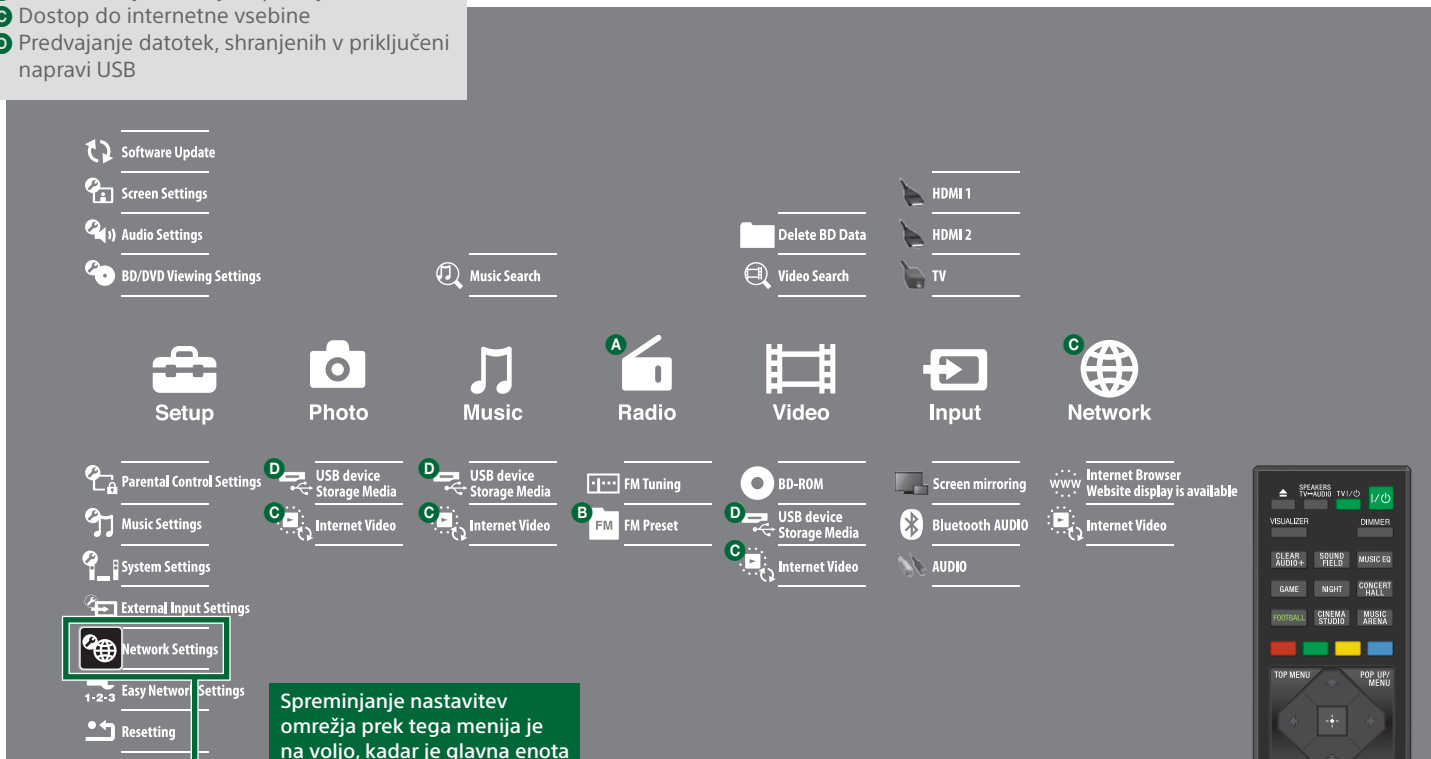 C Dostop do internetne vsebine
D Predvajanje datotek, shranjenih v priključeni
napravi USB
Software Update
Screen Settings
Audio Settings
BD/DVD Viewing Settings
Music Search
Delete BD Data
Video Search
HDMI 1
HDMI 2
TV
Setup
Photo
Music
A
Radio
Video
Input
C
Network
Parental Control Settings
Music Settings
System Settings
External Input Settings
Network Settings
1-2-3 Easy Network Settings
Resetting
D USB device
Storage Media
C Internet Video
D USB device
Storage Media
C Internet Video
FM Tuning
B FM FM Preset
BD-ROM
D USB device
Storage Media
C Internet Video
Screen mirroring
Bluetooth AUDIO
AUDIO
www Internet Browser
Website display is available
Internet Video
Spreminjanje nastavitev
omrežja prek tega menija je
na voljo, kadar je glavna enota
SPEAKERS
TV↔AUDIO
TV I/⏻
I/⏻
VISUALIZER
DIMMER
CLEAR
AUDIO+
SOUND
FIELD
MUSIC EQ
GAME
NIGHT
CONCERT
HALL
FOOTBALL
CINEMA
STUDIO
MUSIC
ARENA
TOP MENU
POP UP/
MENU